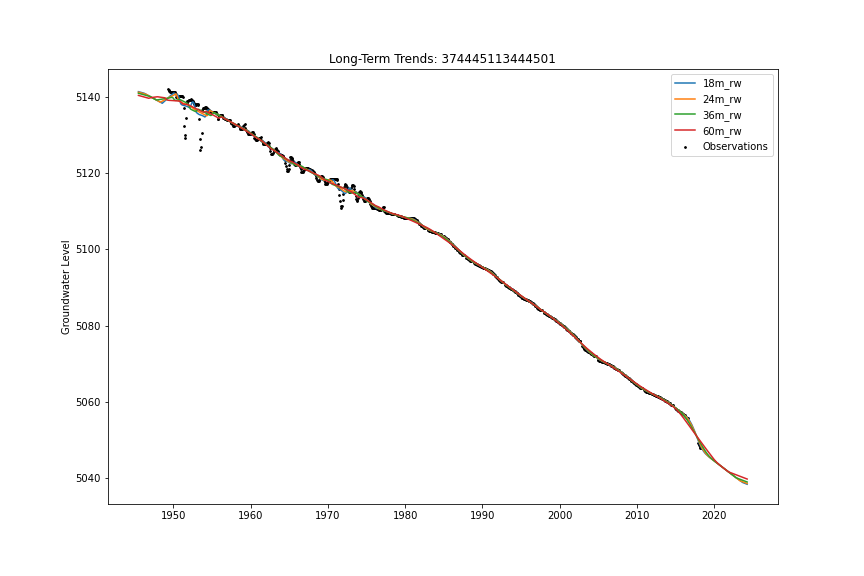 Long-Term Trends: 374445113444501
Groundwater Level
5140
5120
5100
5080
5060
5040
1950
1960
1970
1980
1990
2000
2010
2020
18m_rw
24m_rw
36m_rw
60m_rw
Observations